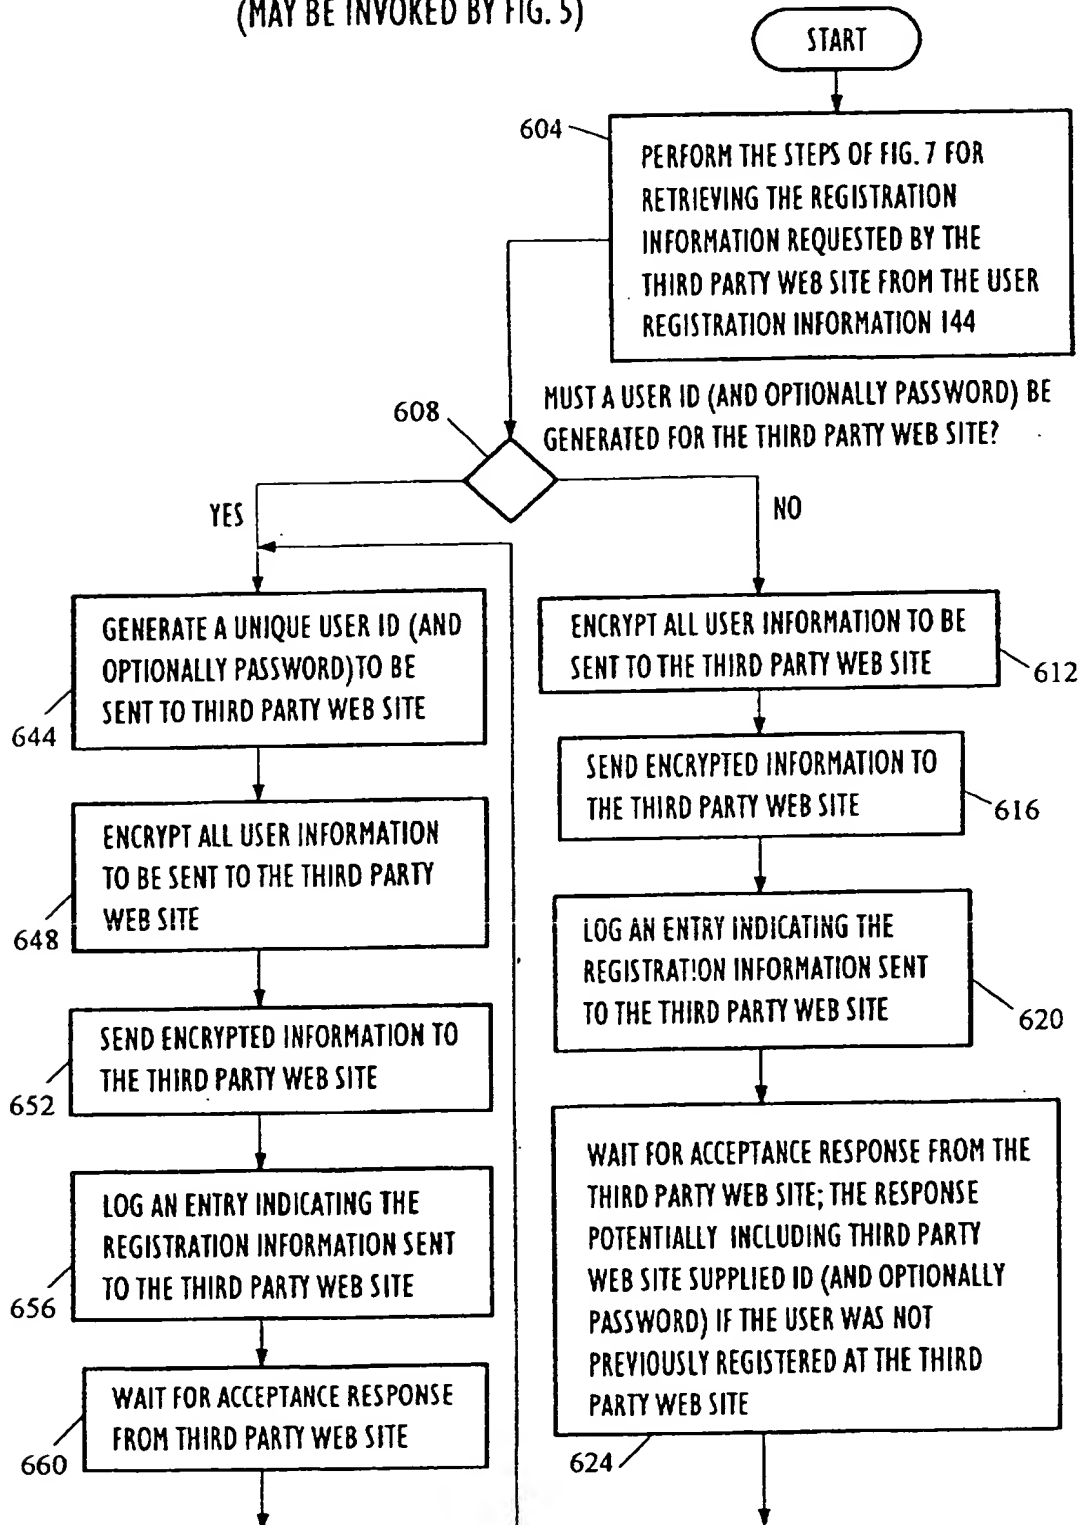 (MAY BE INVOKED BY FIG. 5)
START
604
PERFORM THE STEPS OF FIG. 7 FOR
RETRIEVING THE REGISTRATION
INFORMATION REQUESTED BY THE
THIRD PARTY WEB SITE FROM THE USER
REGISTRATION INFORMATION 144
608
MUST A USER ID (AND OPTIONALLY PASSWORD) BE
GENERATED FOR THE THIRD PARTY WEB SITE?
YES
NO
GENERATE A UNIQUE USER ID (AND
OPTIONALLY PASSWORD) TO BE
SENT TO THIRD PARTY WEB SITE
644
ENCRYPT ALL USER INFORMATION
TO BE SENT TO THE THIRD PARTY
WEB SITE
648
SEND ENCRYPTED INFORMATION TO
THE THIRD PARTY WEB SITE
652
LOG AN ENTRY INDICATING THE
REGISTRATION INFORMATION SENT
TO THE THIRD PARTY WEB SITE
656
WAIT FOR ACCEPTANCE RESPONSE
FROM THIRD PARTY WEB SITE
660
ENCRYPT ALL USER INFORMATION TO BE
SENT TO THE THIRD PARTY WEB SITE
612
SEND ENCRYPTED INFORMATION TO
THE THIRD PARTY WEB SITE
616
LOG AN ENTRY INDICATING THE
REGISTRATION INFORMATION SENT
TO THE THIRD PARTY WEB SITE
620
WAIT FOR ACCEPTANCE RESPONSE FROM THE
THIRD PARTY WEB SITE; THE RESPONSE
POTENTIALLY INCLUDING THIRD PARTY
WEB SITE SUPPLIED ID (AND OPTIONALLY
PASSWORD) IF THE USER WAS NOT
PREVIOUSLY REGISTERED AT THE THIRD
PARTY WEB SITE
624